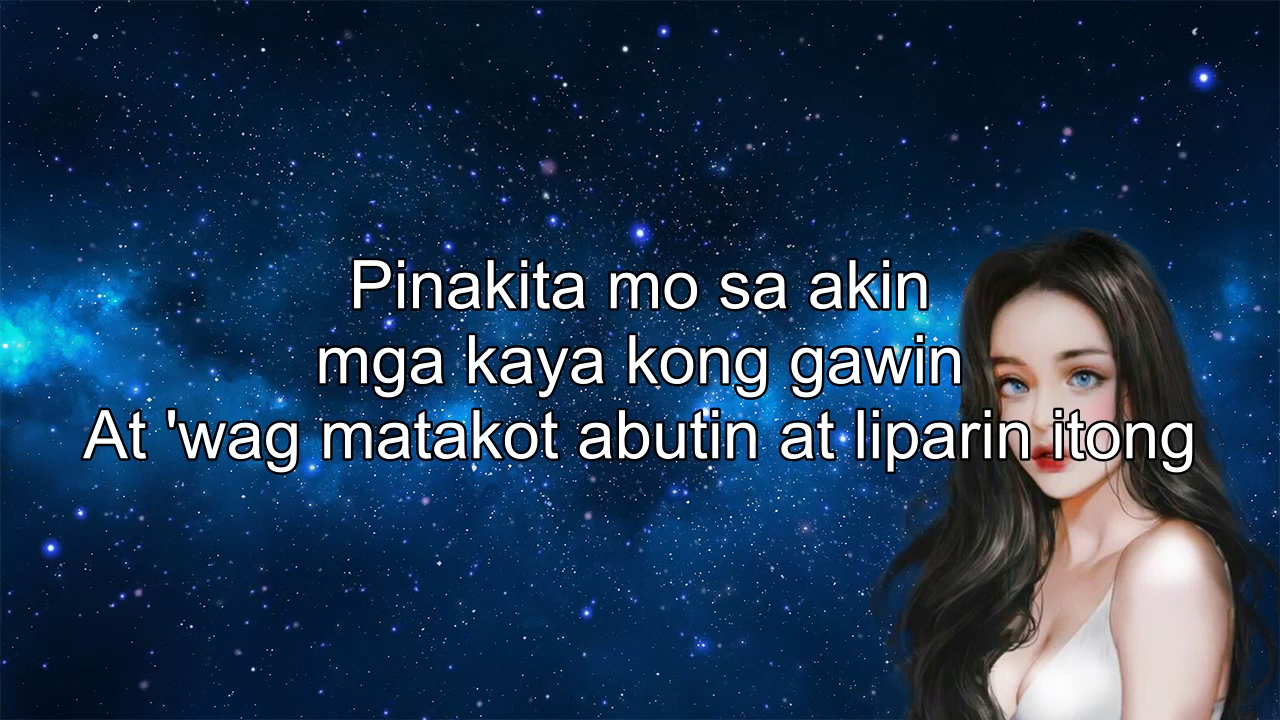 Pinakita mo sa akin
mga kaya kong gawin
At 'wag matakot abutin at liparin itong